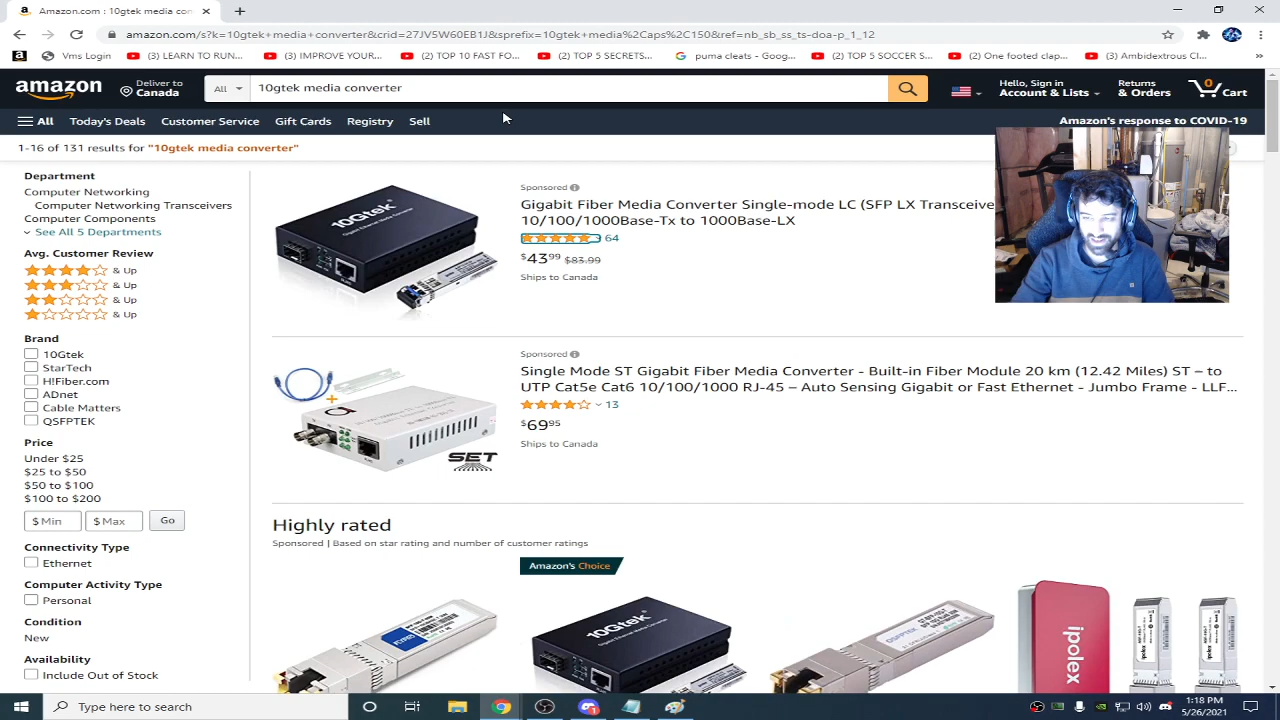 Amazon.com : 10gtek media con
amazon.com/s?k=10gtek+media+converter&crid=27JV5W60EB1J&sprefix=10gtek+media%2Caps%2C150&ref=nb_sb_ss_ts-doa-p_1_12
Vms Login (3) LEARN TO RUN... (3) IMPROVE YOUR... (2) TOP 10 FAST FO... (2) TOP 5 SECRETS... puma cleats - Goog... (2) TOP 5 SOCCER S... (2) One footed clap... (3) Ambidextrous Cl...
amazon Deliver to Canada All 10gtek media converter Hello, Sign in Account & Lists Returns & Orders 0 Cart
All Today's Deals Customer Service Gift Cards Registry Sell Amazon's response to COVID-19
1-16 of 131 results for "10gtek media converter"
Department
Computer Networking
Computer Networking Transceivers
Computer Components
See All 5 Departments
Avg. Customer Review
& Up
& Up
& Up
& Up
Brand
10Gtek
StarTech
H!Fiber.com
ADnet
Cable Matters
QSFPTEK
Price
Under $25
$25 to $50
$50 to $100
$100 to $200
$ Min $ Max Go
Connectivity Type
Ethernet
Computer Activity Type
Personal
Condition
New
Availability
Include Out of Stock
10Gtek
Sponsored
Gigabit Fiber Media Converter Single-mode LC (SFP LX Transceive
10/100/1000Base-Tx to 1000Base-LX
64
$43.99 $83.99
Ships to Canada
SET
Sponsored
Single Mode ST Gigabit Fiber Media Converter - Built-in Fiber Module 20 km (12.42 Miles) ST – to
UTP Cat5e Cat6 10/100/1000 RJ-45 – Auto Sensing Gigabit or Fast Ethernet - Jumbo Frame - LLF...
13
$69.95
Ships to Canada
Highly rated
Sponsored | Based on star rating and number of customer ratings
Amazon's Choice
10Gtek
QSFPTEK
ipolex
ipolex
ipolex
Type here to search
1:18 PM
5/26/2021